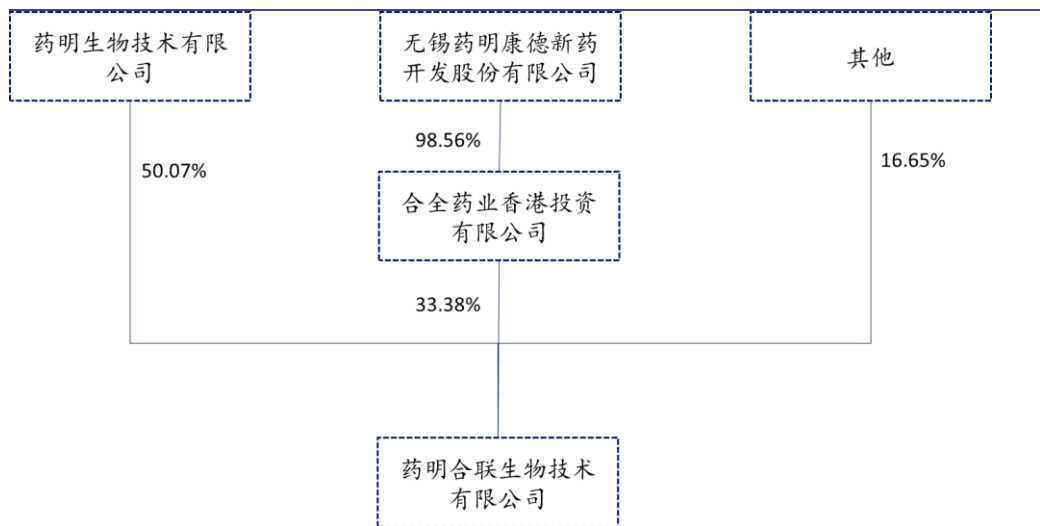 药明生物技术有限
公司
无锡药明康德新药
开发股份有限公司
其他
50.07%
98.56%
16.65%
合全药业香港投资
有限公司
33.38%
药明合联生物技术
有限公司